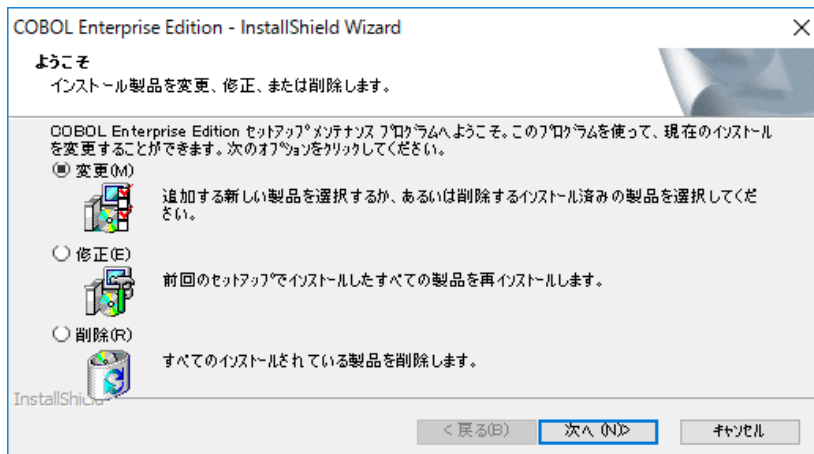 COBOL Enterprise Edition - InstallShield Wizard
ようこそ
インストール製品を変更、修正、または削除します。
COBOL Enterprise Edition ｾｯﾄｱｯﾌﾟ ﾒﾝﾃﾅﾝｽ ﾌﾟﾛｸﾞﾗﾑへようこそ。このﾌﾟﾛｸﾞﾗﾑを使って、現在のｲﾝｽﾄｰﾙ
を変更することができます。次のｵﾌﾟｼｮﾝをｸﾘｯｸしてください。
変更(M)
追加する新しい製品を選択するか、あるいは削除するｲﾝｽﾄｰﾙ済みの製品を選択してくだ
さい。
修正(E)
前回のｾｯﾄｱｯﾌﾟでｲﾝｽﾄｰﾙしたすべての製品を再ｲﾝｽﾄｰﾙします。
削除(R)
すべてのｲﾝｽﾄｰﾙされている製品を削除します。
InstallShield
< 戻る(B)
次へ (N)>
ｷｬﾝｾﾙ